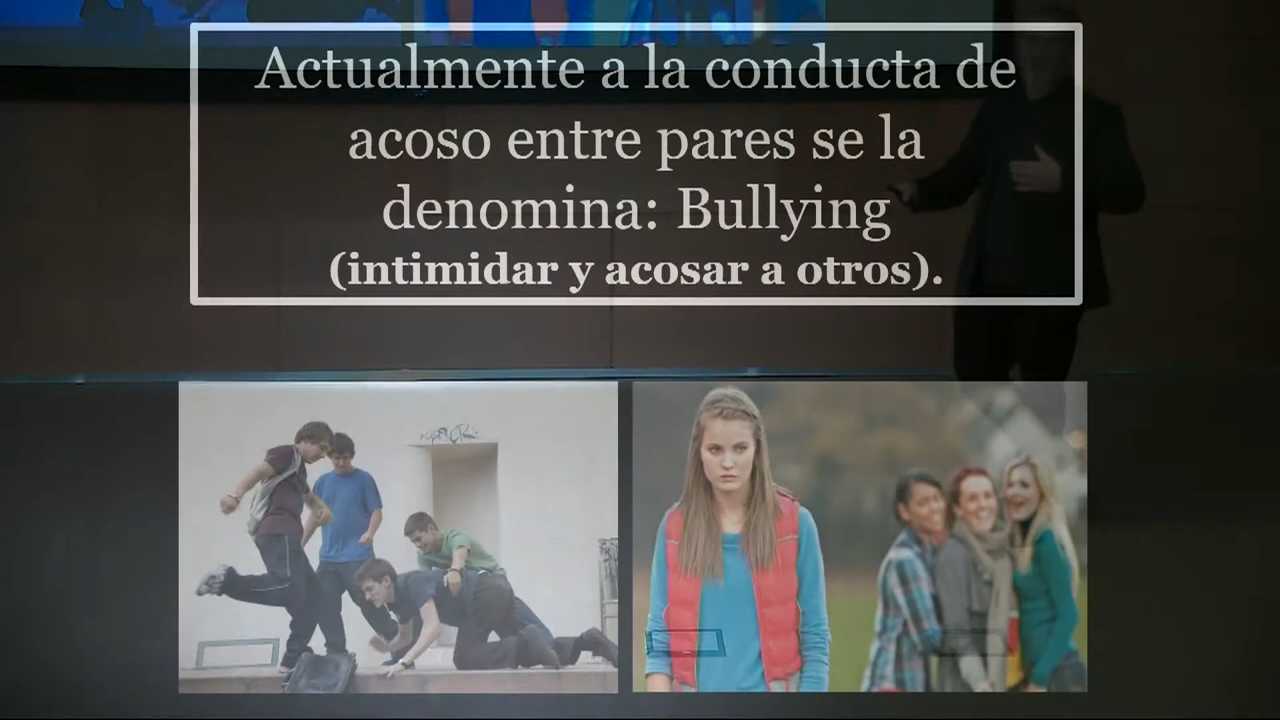 Actualmente a la conducta de
acoso entre pares se la
denomina: Bullying
(intimidar y acosar a otros).